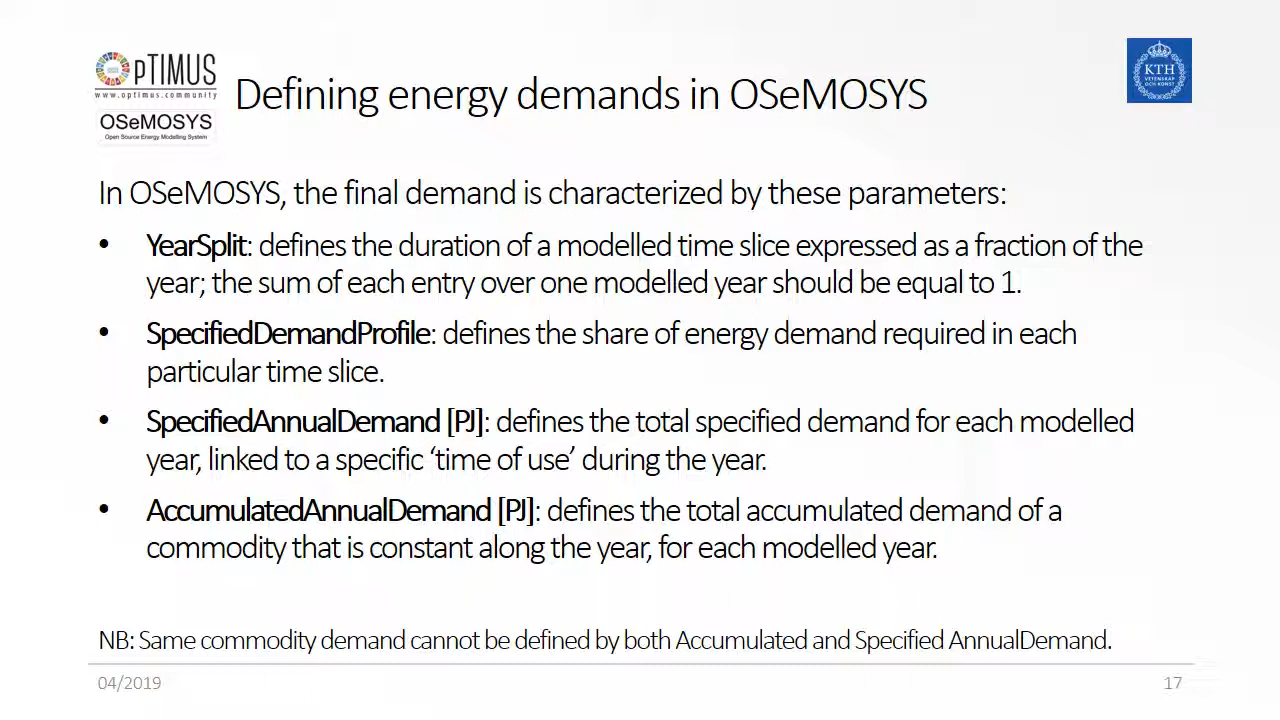 OPTIMUS
www.optimus.community
OSeMOSYS
Open Source Energy Modelling System
Defining energy demands in OSeMOSYS
KTH
VETENSKAP
OCH KONST
In OSeMOSYS, the final demand is characterized by these parameters:
• YearSplit: defines the duration of a modelled time slice expressed as a fraction of the
year; the sum of each entry over one modelled year should be equal to 1.
• SpecifiedDemandProfile: defines the share of energy demand required in each
particular time slice.
• SpecifiedAnnualDemand [PJ]: defines the total specified demand for each modelled
year, linked to a specific ‘time of use’ during the year.
• AccumulatedAnnualDemand [PJ]: defines the total accumulated demand of a
commodity that is constant along the year, for each modelled year.
NB: Same commodity demand cannot be defined by both Accumulated and Specified AnnualDemand.
04/2019
17